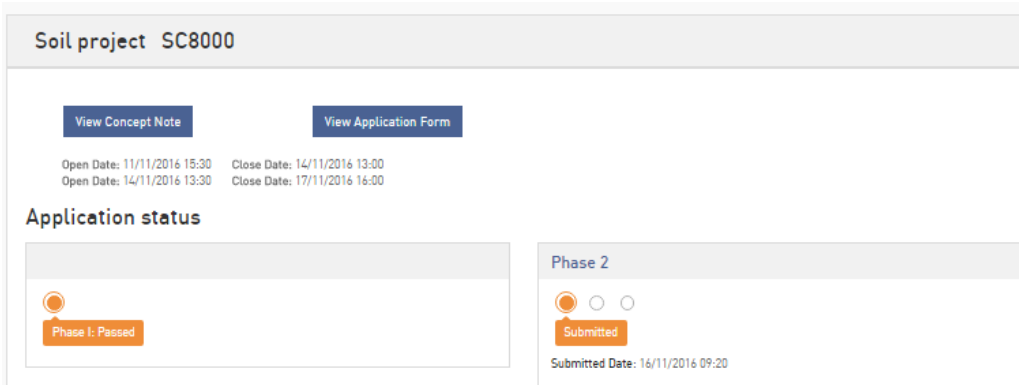 Soil project SC8000
View Concept Note View Application Form
Open Date: 11/11/2016 15:30 Close Date: 14/11/2016 13:00
Open Date: 14/11/2016 13:30 Close Date: 17/11/2016 16:00
Application status
Phase 2
Phase I: Passed
Submitted
Submitted Date: 16/11/2016 09:20